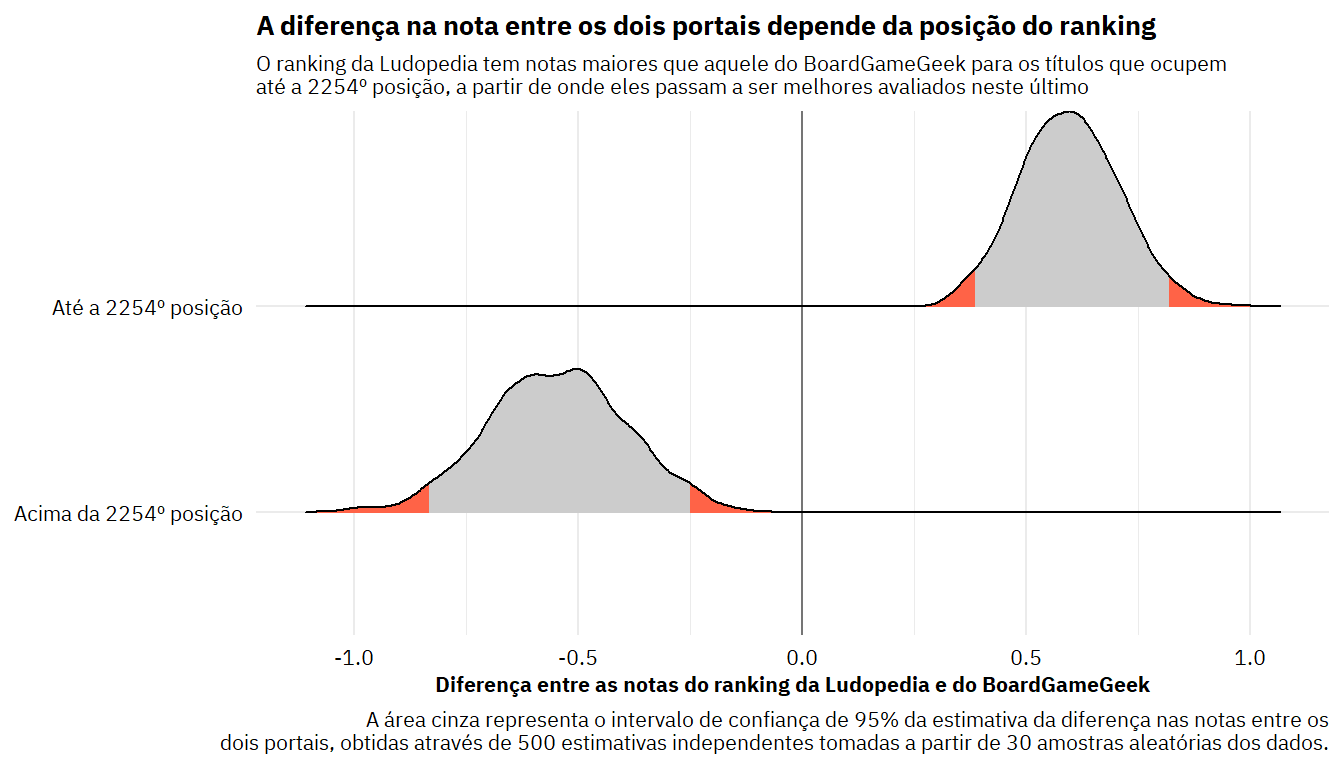 A diferença na nota entre os dois portais depende da posição do ranking
O ranking da Ludopedia tem notas maiores que aquele do BoardGameGeek para os títulos que ocupem
até a 2254º posição, a partir de onde eles passam a ser melhores avaliados neste último
Até a 2254º posição
Acima da 2254º posição
-1.0 -0.5 0.0 0.5 1.0
Diferença entre as notas do ranking da Ludopedia e do BoardGameGeek
A área cinza representa o intervalo de confiança de 95% da estimativa da diferença nas notas entre os
dois portais, obtidas através de 500 estimativas independentes tomadas a partir de 30 amostras aleatórias dos dados.